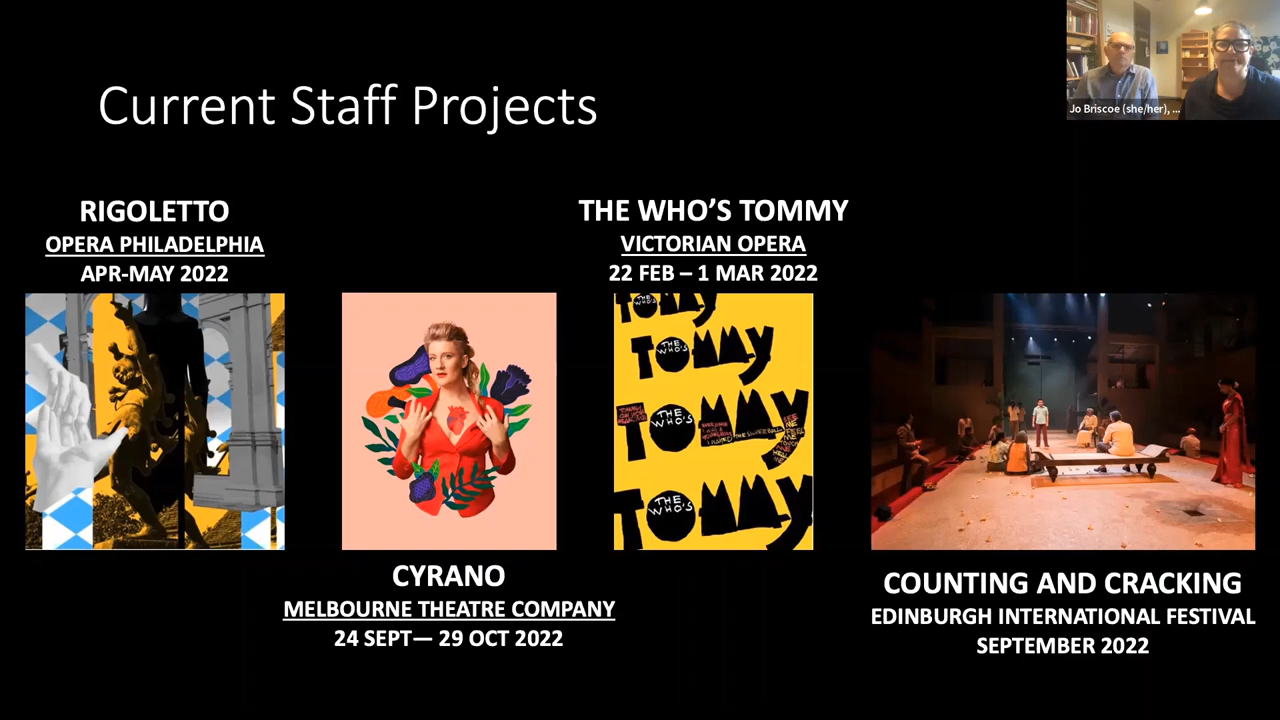 Current Staff Projects
Jo Briscoe (she/her), ...
RIGOLETTO
OPERA PHILADELPHIA
APR-MAY 2022
THE WHO’S TOMMY
VICTORIAN OPERA
22 FEB – 1 MAR 2022
THE WHO'S
TOMMY
THE WHO'S
TOMMY
THE WHO'S
TOMMY
THE WHO'S
TOMMY
CYRANO
MELBOURNE THEATRE COMPANY
24 SEPT— 29 OCT 2022
COUNTING AND CRACKING
EDINBURGH INTERNATIONAL FESTIVAL
SEPTEMBER 2022